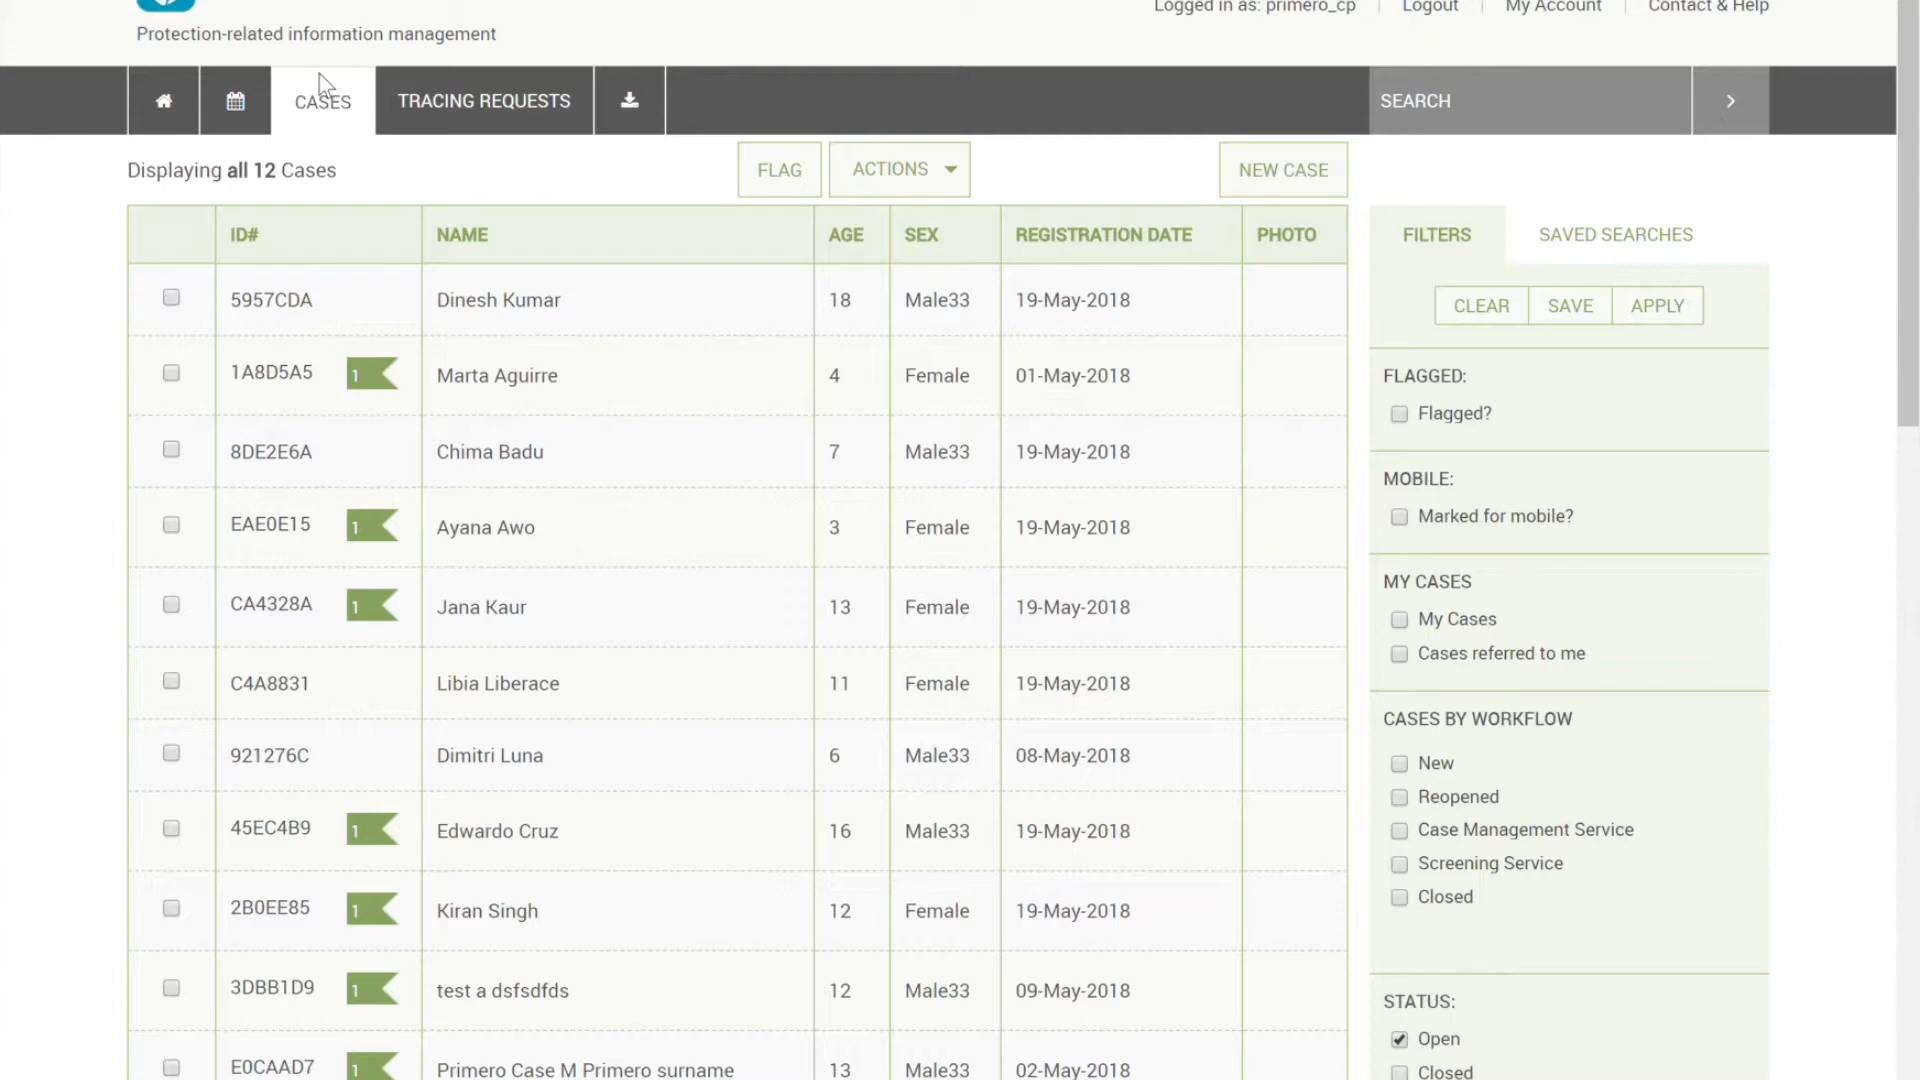 Logged in as: primero_cp Logout My Account Contact & Help
Protection-related information management
CASES TRACING REQUESTS SEARCH
Displaying all 12 Cases FLAG ACTIONS NEW CASE
ID# NAME AGE SEX REGISTRATION DATE PHOTO
5957CDA Dinesh Kumar 18 Male33 19-May-2018
1A8D5A5 1 Marta Aguirre 4 Female 01-May-2018
8DE2E6A Chima Badu 7 Male33 19-May-2018
EAE0E15 1 Ayana Awo 3 Female 19-May-2018
CA4328A 1 Jana Kaur 13 Female 19-May-2018
C4A8831 Libia Liberace 11 Female 19-May-2018
921276C Dimitri Luna 6 Male33 08-May-2018
45EC4B9 1 Edwardo Cruz 16 Male33 19-May-2018
2B0EE85 1 Kiran Singh 12 Female 19-May-2018
3DBB1D9 1 test a dsfsdfds 12 Male33 09-May-2018
E0CAAD7 1 Primero Case M Primero surname 13 Male33 02-May-2018
FILTERS SAVED SEARCHES
CLEAR SAVE APPLY
FLAGGED:
Flagged?
MOBILE:
Marked for mobile?
MY CASES
My Cases
Cases referred to me
CASES BY WORKFLOW
New
Reopened
Case Management Service
Screening Service
Closed
STATUS:
Open
Closed